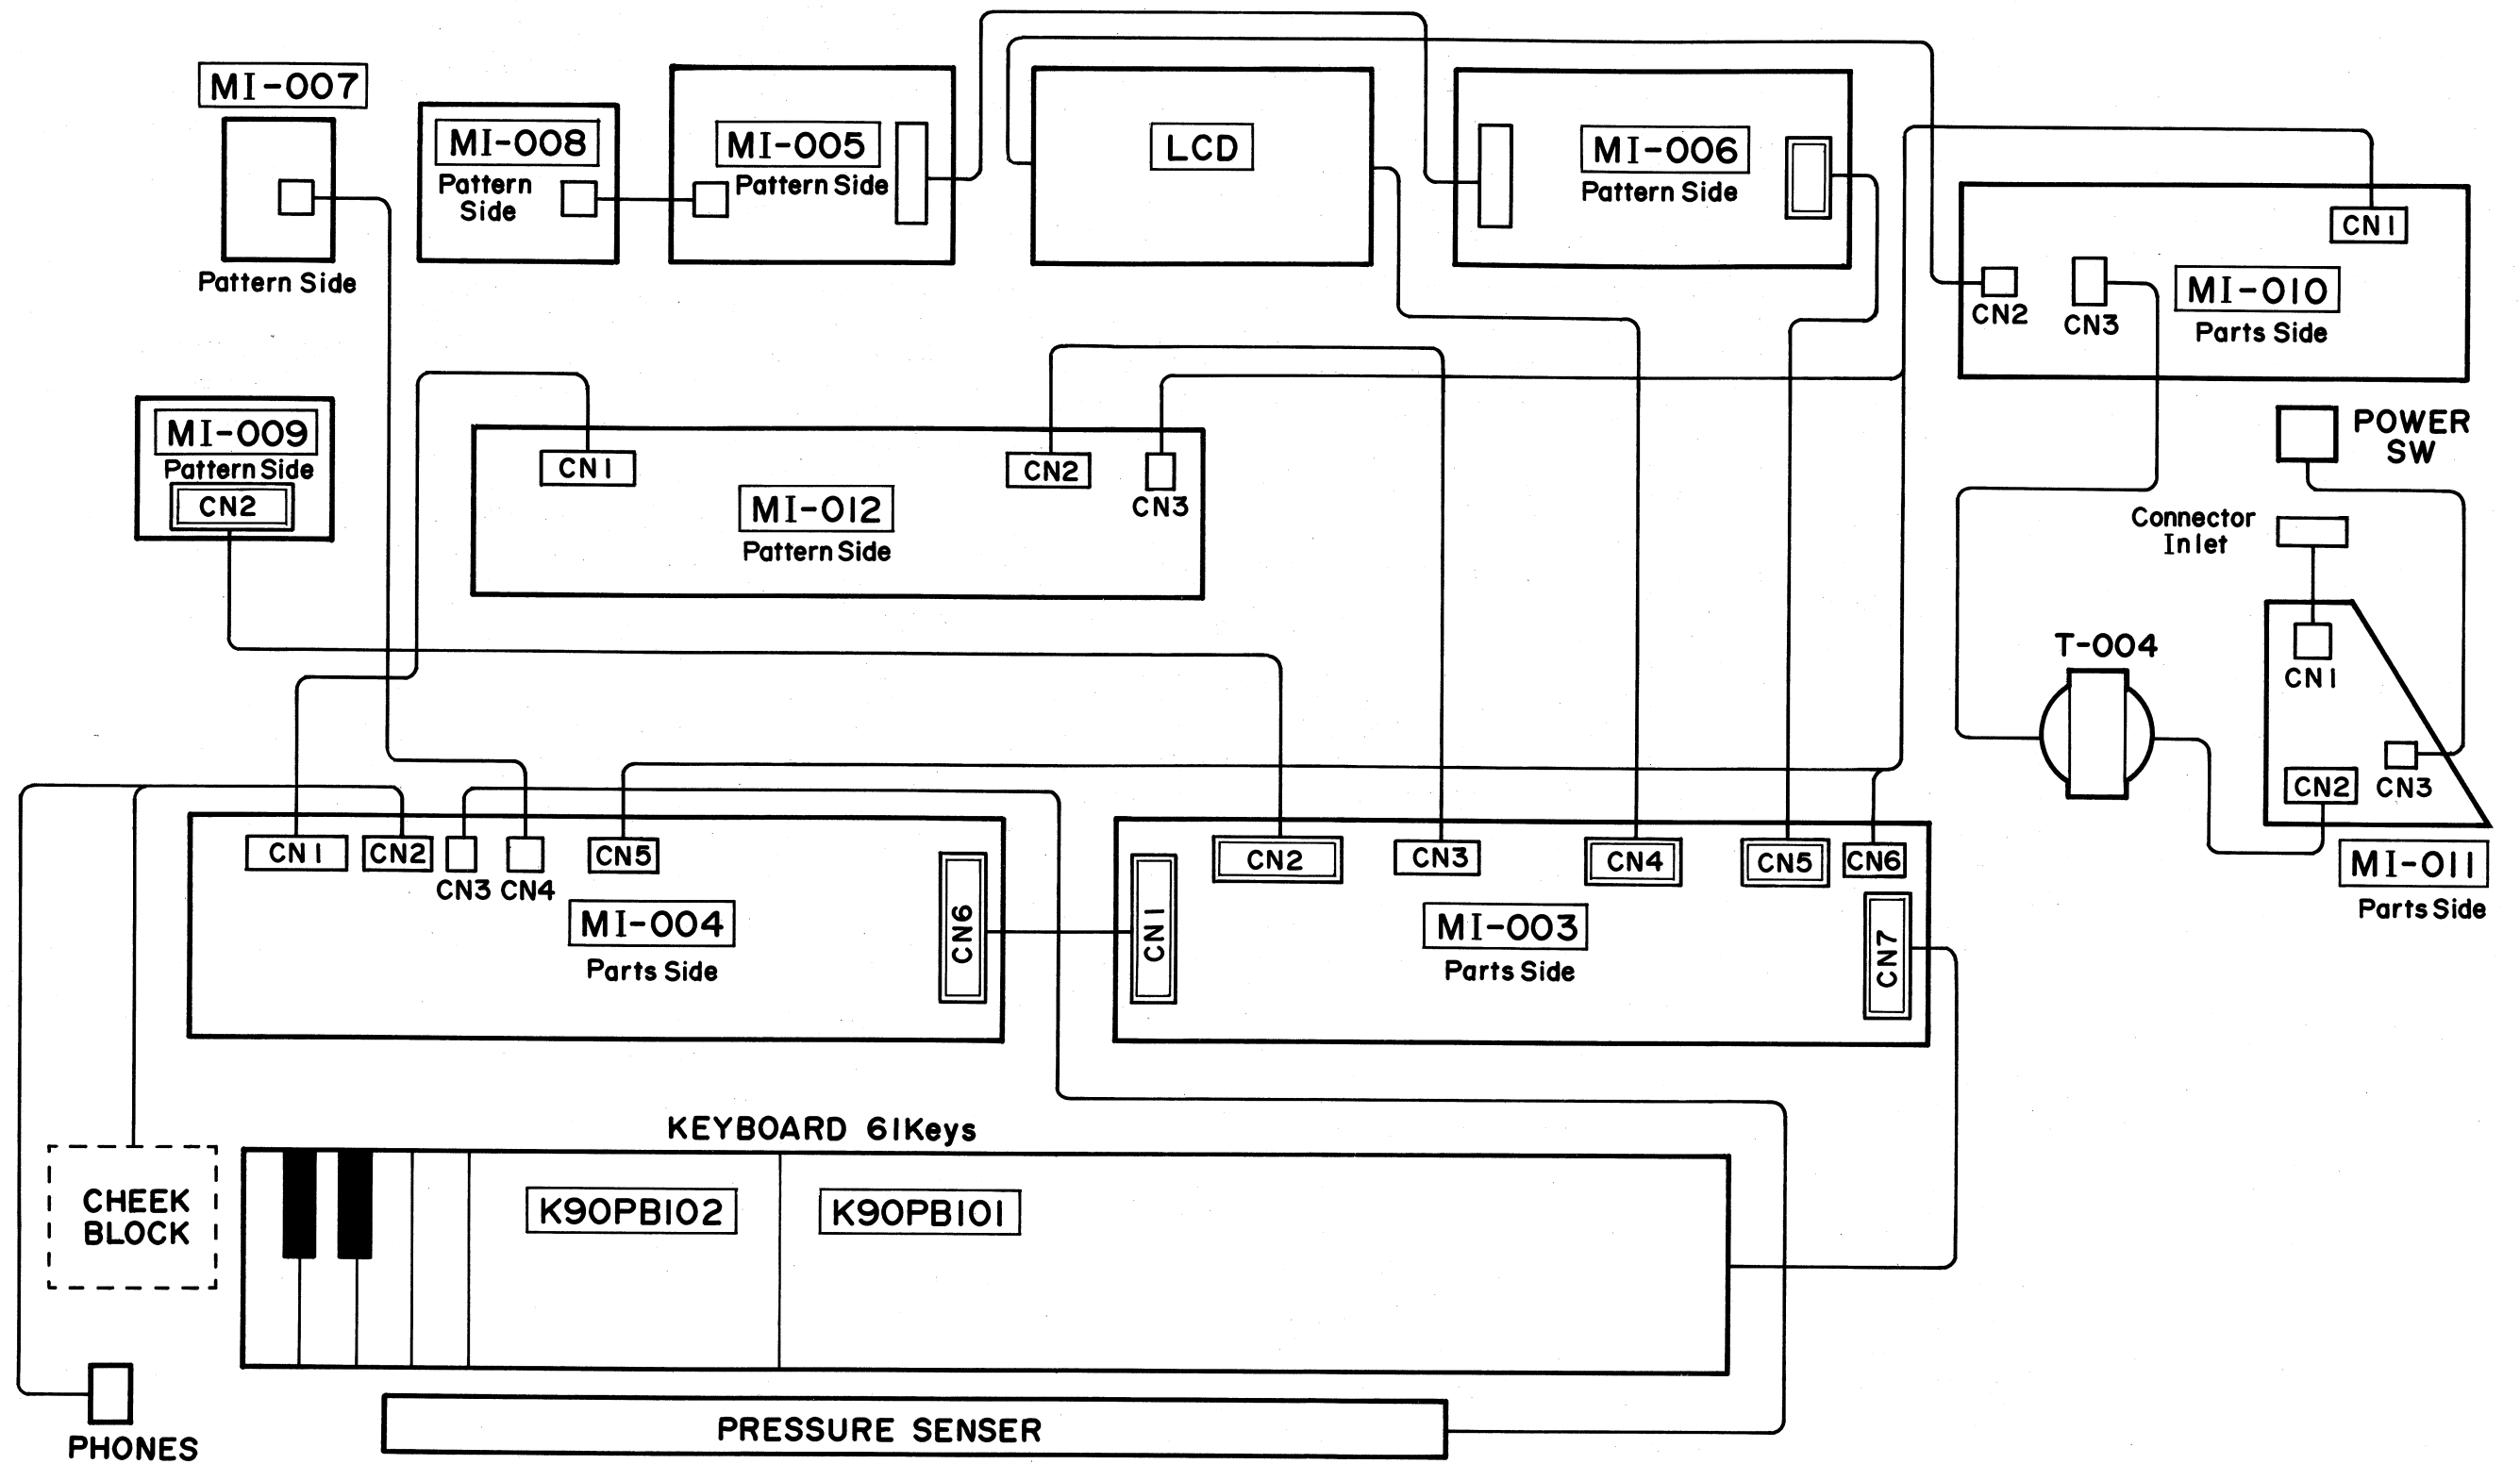 MI-007
Pattern Side
MI-008
Pattern
Side
MI-005
Pattern Side
LCD
MI-006
Pattern Side
CN1
CN2
CN3
MI-010
Parts Side
MI-009
Pattern Side
CN2
CN1
CN2
CN3
MI-012
Pattern Side
POWER
SW
Connector
Inlet
T-004
CN1
CN2
CN3
MI-011
Parts Side
CN1
CN2
CN3
CN4
CN5
CN6
MI-004
Parts Side
CN1
CN2
CN3
CN4
CN5
CN6
CN7
MI-003
Parts Side
KEYBOARD 61Keys
CHEEK
BLOCK
K90PB102
K90PB101
PHONES
PRESSURE SENSER